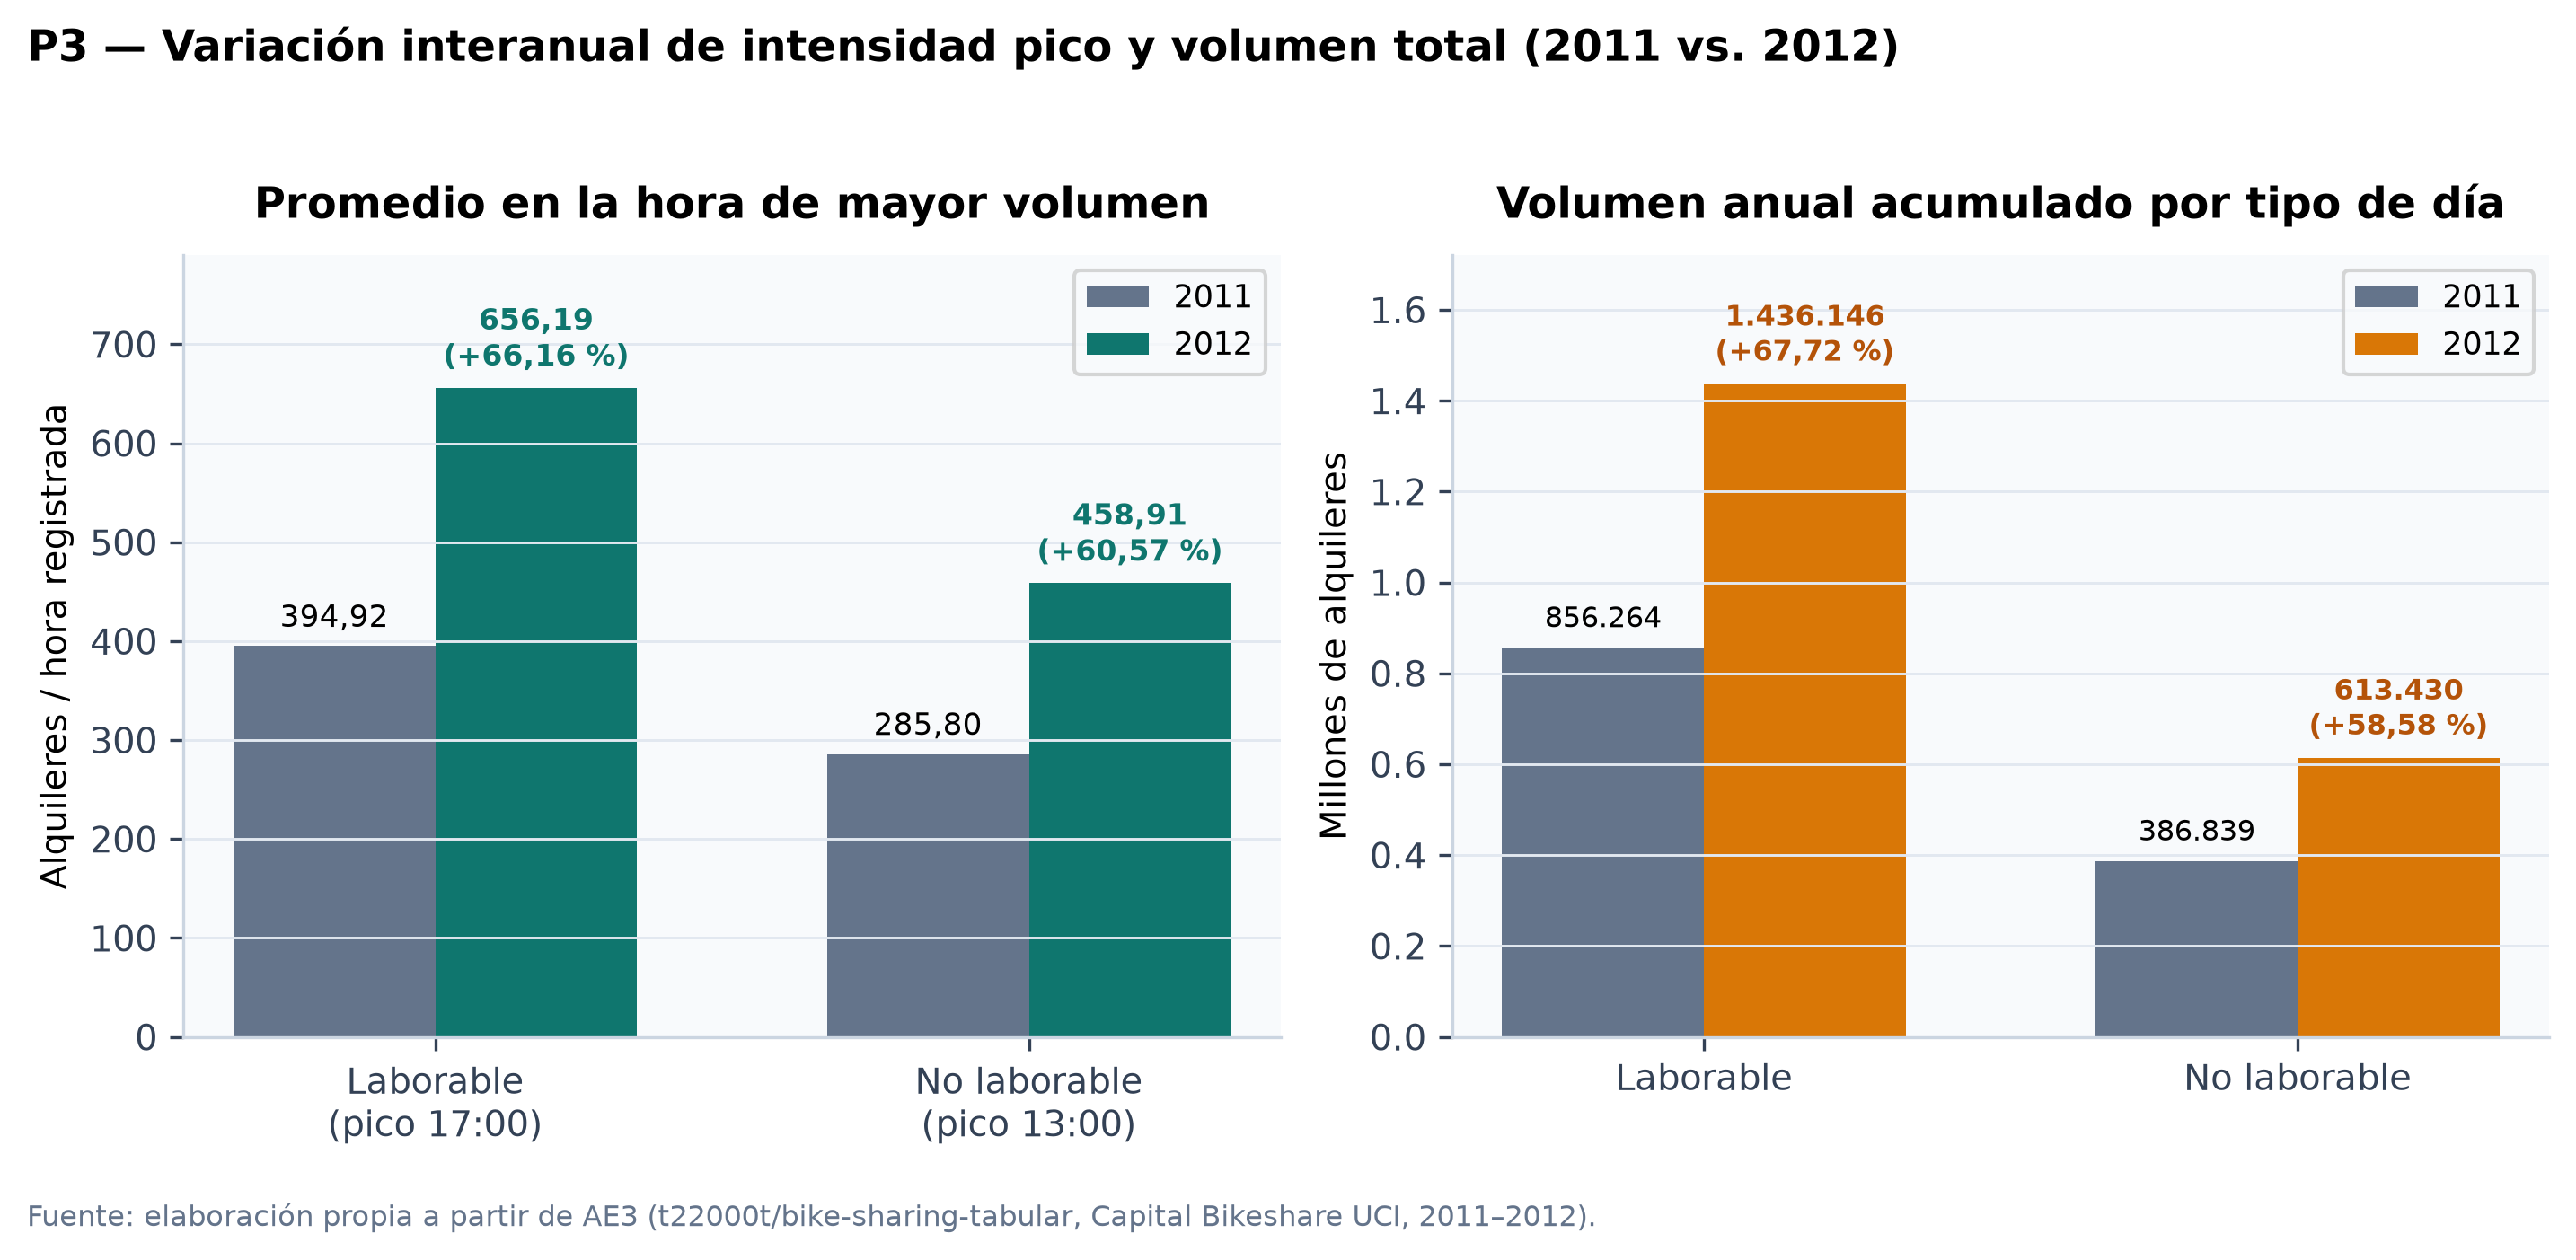 P3 — Variación interanual de intensidad pico y volumen total (2011 vs. 2012)
Promedio en la hora de mayor volumen
Alquileres / hora registrada
700
600
500
400
300
200
100
0
2011
2012
394,92
656,19
(+66,16 %)
285,80
458,91
(+60,57 %)
Laborable
(pico 17:00)
No laborable
(pico 13:00)
Volumen anual acumulado por tipo de día
Millones de alquileres
1.6
1.4
1.2
1.0
0.8
0.6
0.4
0.2
0.0
2011
2012
856.264
1.436.146
(+67,72 %)
386.839
613.430
(+58,58 %)
Laborable
No laborable
Fuente: elaboración propia a partir de AE3 (t22000t/bike-sharing-tabular, Capital Bikeshare UCI, 2011–2012).